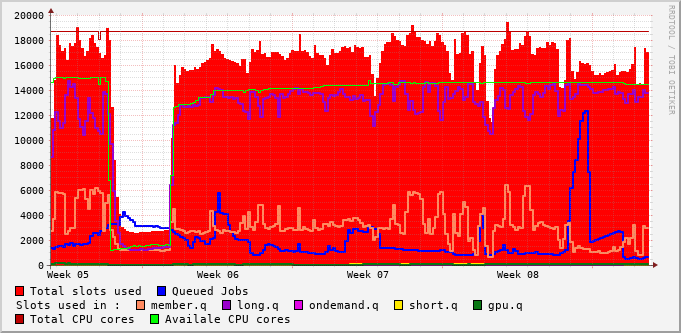 20000
18000
16000
14000
12000
10000
8000
6000
4000
2000
0
Week 05 Week 06 Week 07 Week 08
RRDTOOL / TOBI OETIKER
Total slots used Queued Jobs
Slots used in : member.q long.q ondemand.q short.q gpu.q
Total CPU cores Availale CPU cores